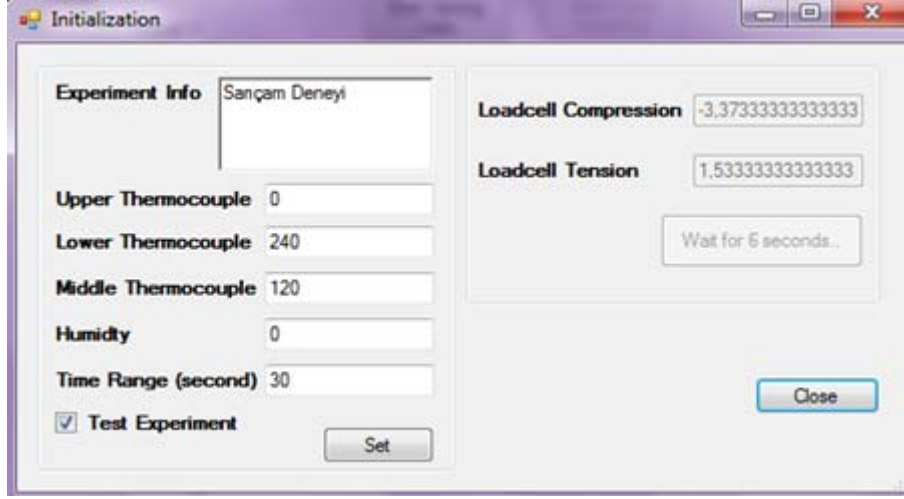 Initialization
Experiment Info
Sarıçam Deneyi
Upper Thermocouple 0
Lower Thermocouple 240
Middle Thermocouple 120
Humidty 0
Time Range (second) 30
Test Experiment
Set
Loadcell Compression -3,37333333333333
Loadcell Tension 1,53333333333333
Wait for 6 seconds..
Close